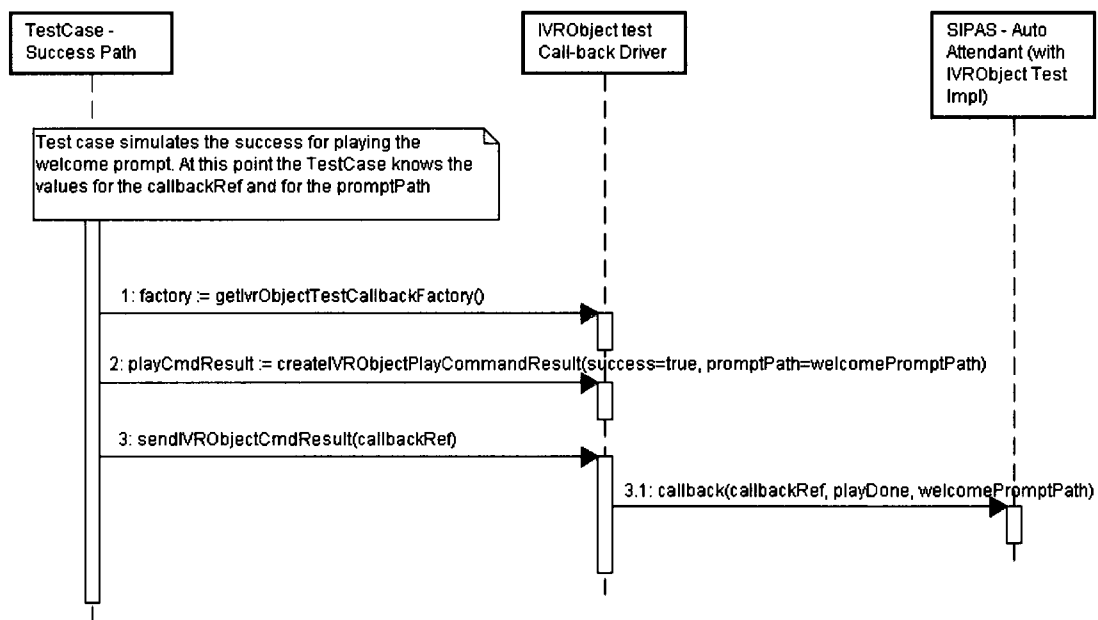 TestCase -
Success Path
IVRObject test
Call-back Driver
SIPAS - Auto
Attendant (with
IVRObject Test
Impl)
Test case simulates the success for playing the
welcome prompt. At this point the TestCase knows the
values for the callbackRef and for the promptPath
1: factory := getIvrObjectTestCallbackFactory()
2: playCmdResult := createIVRObjectPlayCommandResult(success=true, promptPath=welcomePromptPath)
3: sendIVRObjectCmdResult(callbackRef)
3.1: callback(callbackRef, playDone, welcomePromptPath)